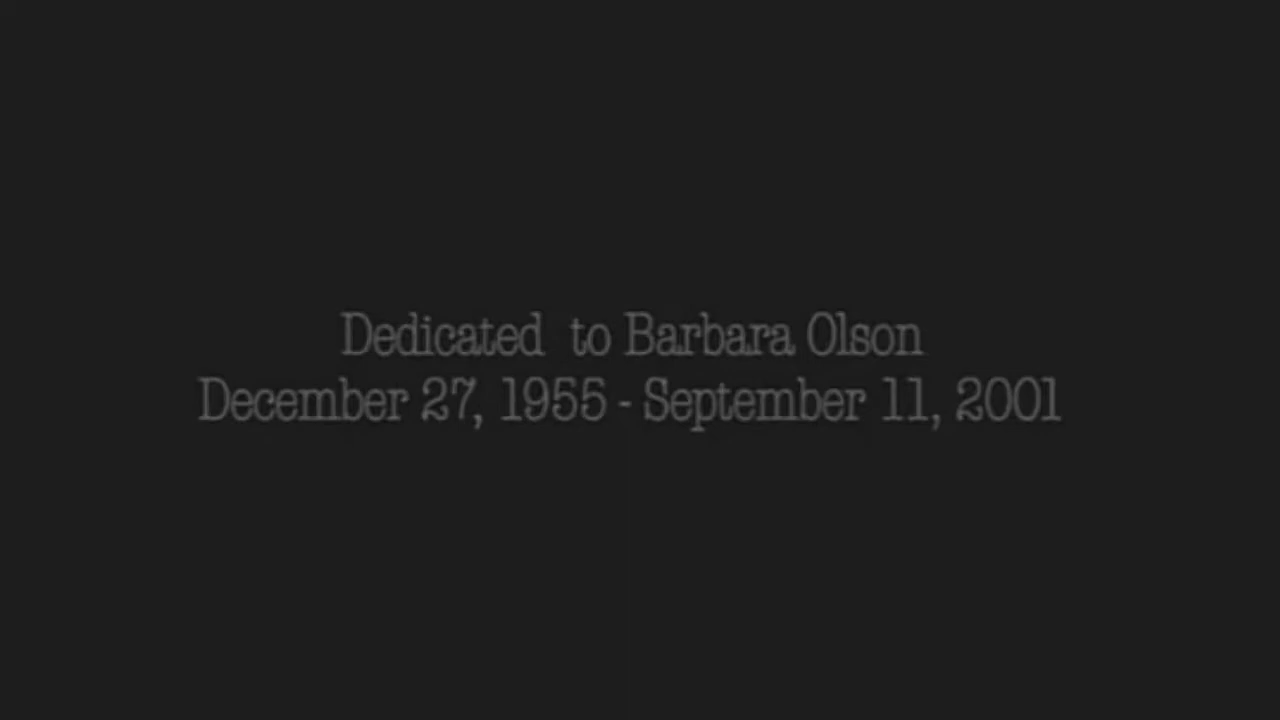 Dedicated to Barbara Olson
December 27, 1955 - September 11, 2001